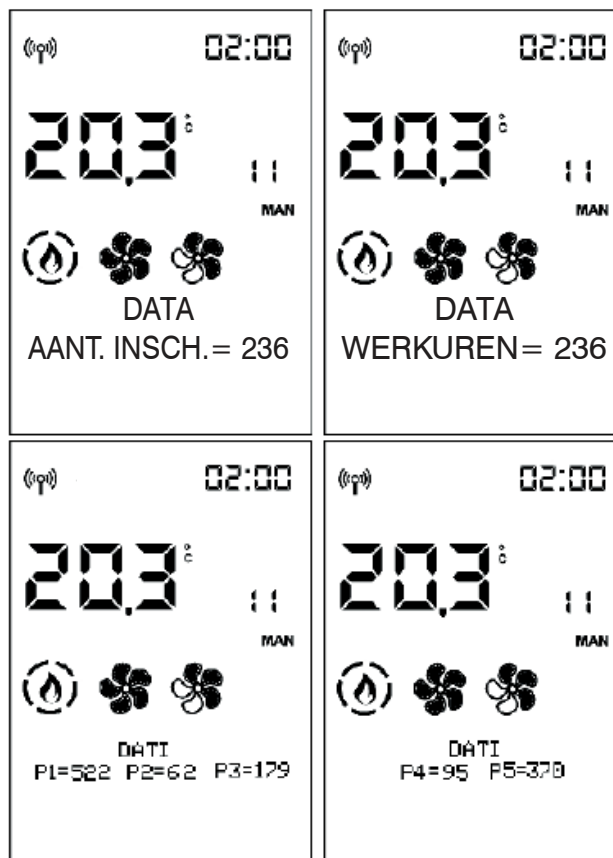 02:00
20,3 °C
11
MAN
DATA
AANT. INSCH.= 236
02:00
20,3 °C
11
MAN
DATA
WERKUREN= 236
02:00
20,3 °C
11
MAN
DATI
P1=522 P2=62 P3=179
02:00
20,3 °C
11
MAN
DATI
P4=95 P5=370